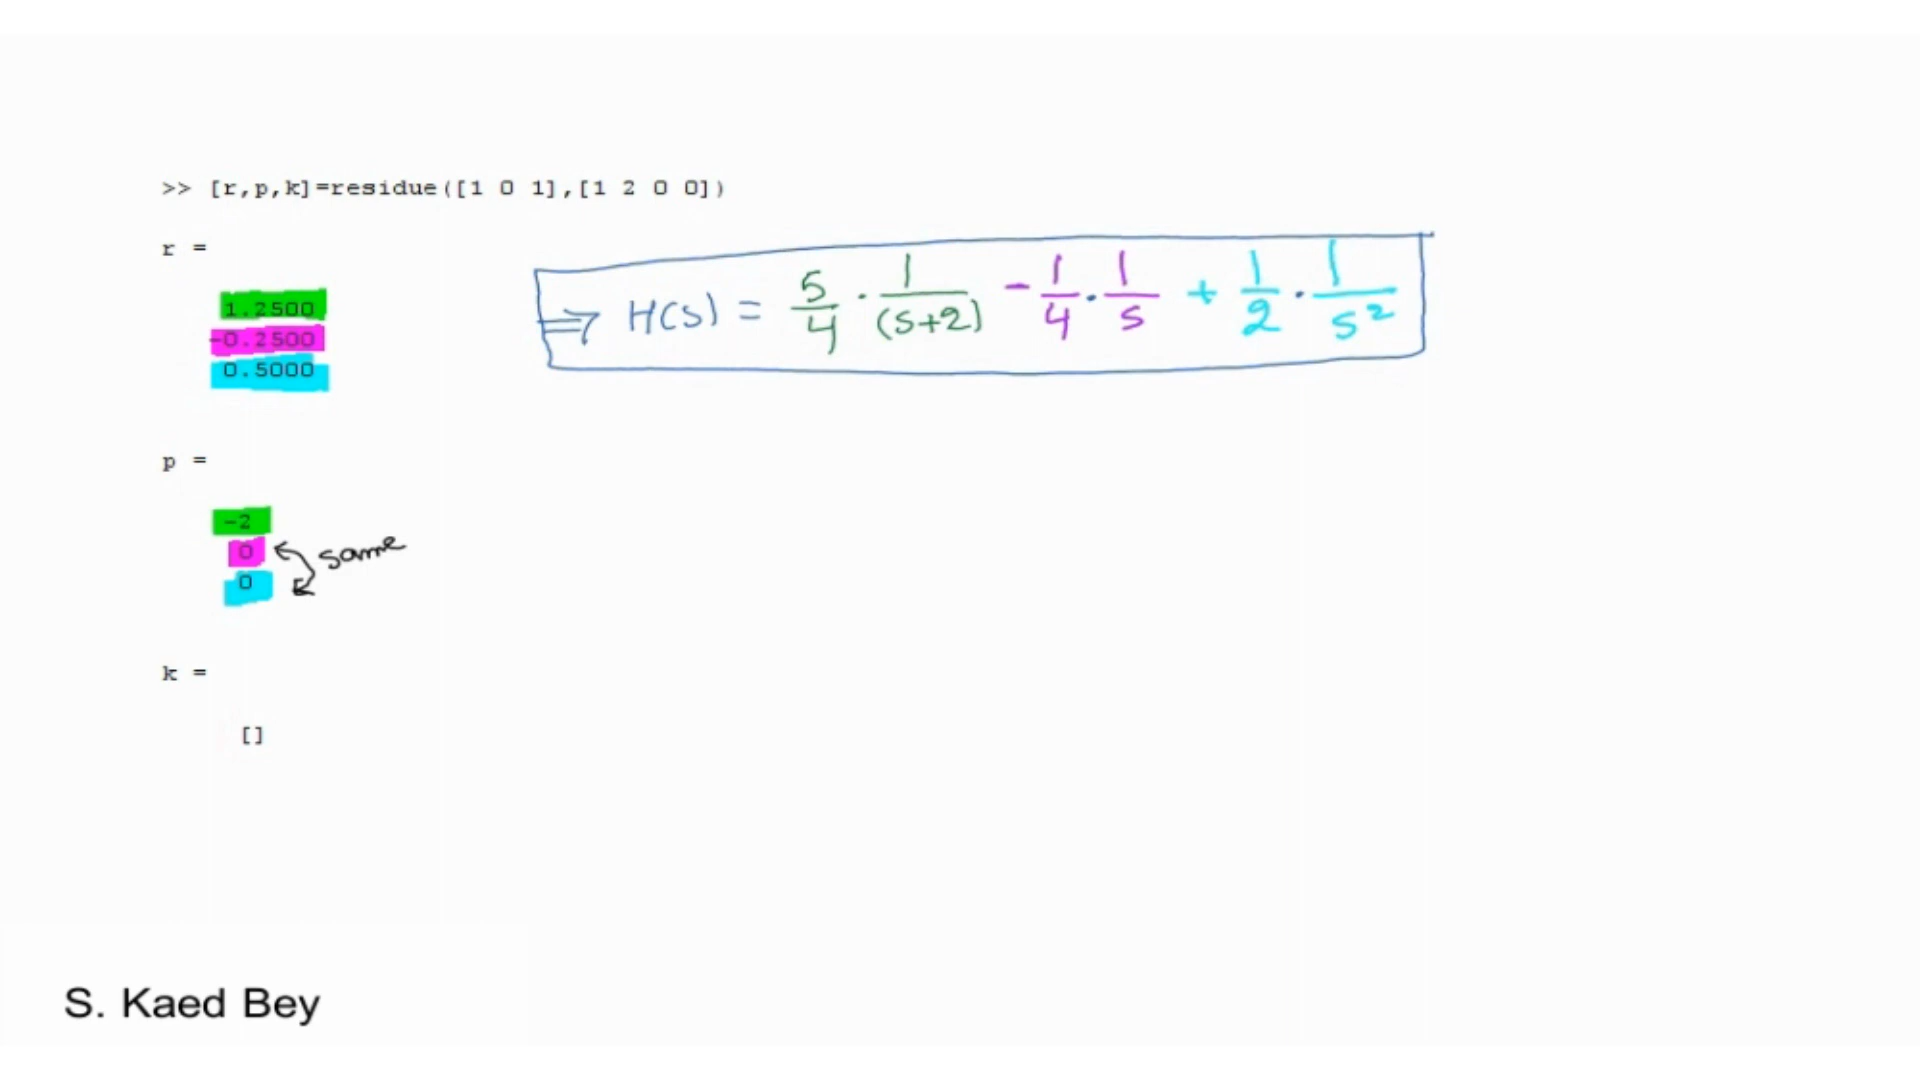 >> [r,p,k]=residue([1 0 1],[1 2 0 0])
r =
1.2500
-0.2500
0.5000
⇒ H(s) = 5/4 · 1/(s+2) - 1/4 · 1/s + 1/2 · 1/s²
p =
-2
0
0
same
k =
[]
S. Kaed Bey